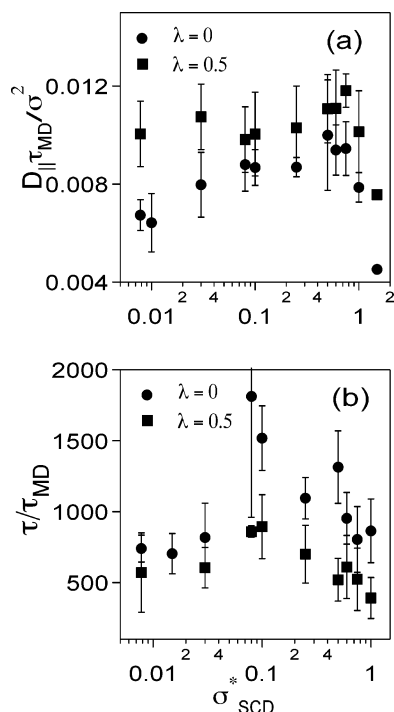 (a)
λ = 0
λ = 0.5
D||τMD/σ²
0.012
0.008
0.004
0.01 2 4 0.1 2 4 1 2
(b)
λ = 0
λ = 0.5
τ/τMD
2000
1500
1000
500
0.01 2 4 0.1 2 4 1
σ*SCD